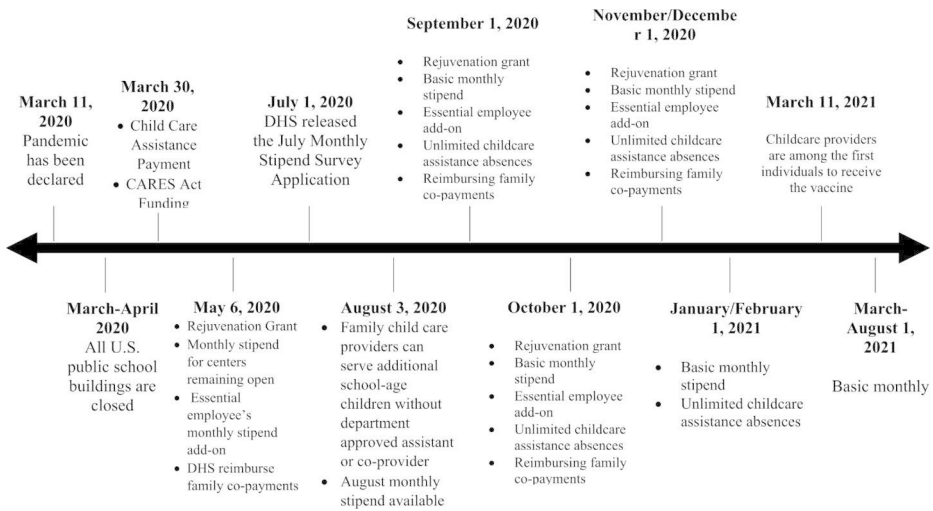 March 11,
2020
Pandemic
has been
declared
March 30,
2020
• Child Care
Assistance
Payment
• CARES Act
Funding
July 1, 2020
DHS released
the July Monthly
Stipend Survey
Application
September 1, 2020
• Rejuvenation grant
• Basic monthly
stipend
• Essential employee
add-on
• Unlimited childcare
assistance absences
• Reimbursing family
co-payments
November/Decembe
r 1, 2020
• Rejuvenation grant
• Basic monthly stipend
• Essential employee
add-on
• Unlimited childcare
assistance absences
• Reimbursing family
co-payments
March 11, 2021
Childcare providers
are among the first
individuals to receive
the vaccine
March-April
2020
All U.S.
public school
buildings are
closed
May 6, 2020
• Rejuvenation Grant
• Monthly stipend
for centers
remaining open
• Essential
employee's
monthly stipend
add-on
• DHS reimburse
family co-payments
August 3, 2020
• Family child care
providers can
serve additional
school-age
children without
department
approved assistant
or co-provider
• August monthly
stipend available
October 1, 2020
• Rejuvenation grant
• Basic monthly
stipend
• Essential employee
add-on
• Unlimited childcare
assistance absences
• Reimbursing family
co-payments
January/February
1, 2021
• Basic monthly
stipend
• Unlimited childcare
assistance absences
March-
August 1,
2021
Basic monthly